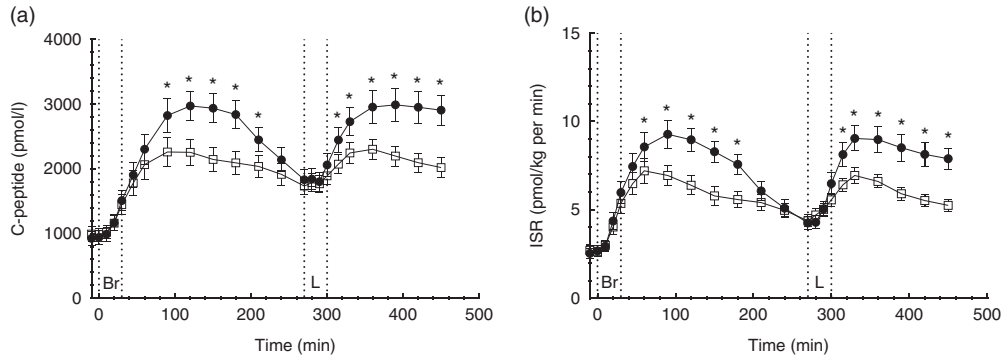 (a)
4000
3000
2000
1000
0
C-peptide (pmol/l)
* * * * * * * * * * *
Br
L
0 100 200 300 400 500
Time (min)
(b)
15
10
5
0
ISR (pmol/kg per min)
* * * * * * * * * * *
Br
L
0 100 200 300 400 500
Time (min)